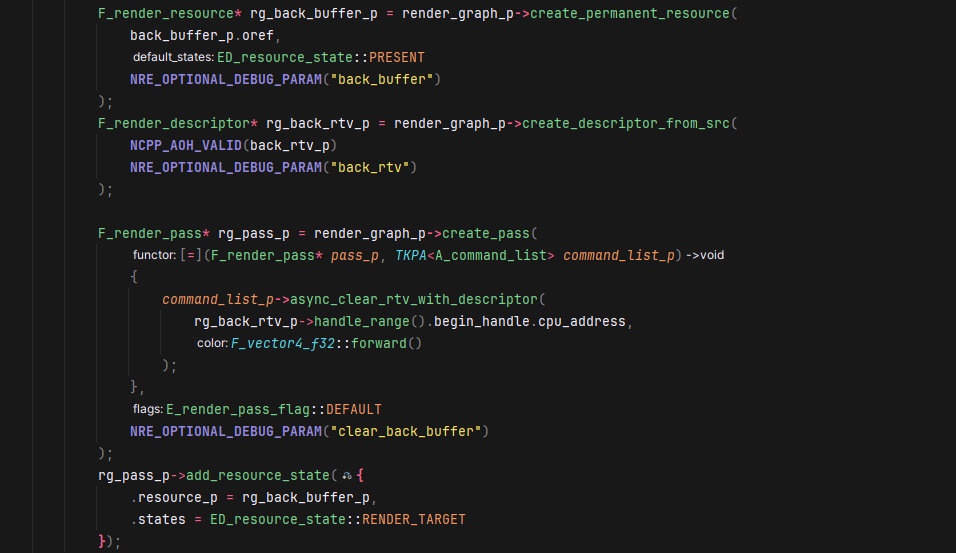 F_render_resource* rg_back_buffer_p = render_graph_p->create_permanent_resource(
    back_buffer_p.oref,
    default_states: ED_resource_state::PRESENT
    NRE_OPTIONAL_DEBUG_PARAM("back_buffer")
);
F_render_descriptor* rg_back_rtv_p = render_graph_p->create_descriptor_from_src(
    NCPP_AOH_VALID(back_rtv_p)
    NRE_OPTIONAL_DEBUG_PARAM("back_rtv")
);
F_render_pass* rg_pass_p = render_graph_p->create_pass(
    functor: [=](F_render_pass* pass_p, TKPA<A_command_list> command_list_p) ->void
    {
        command_list_p->async_clear_rtv_with_descriptor(
            rg_back_rtv_p->handle_range().begin_handle.cpu_address,
            color: F_vector4_f32::forward()
        );
    },
    flags: E_render_pass_flag::DEFAULT
    NRE_OPTIONAL_DEBUG_PARAM("clear_back_buffer")
);
rg_pass_p->add_resource_state( {
    .resource_p = rg_back_buffer_p,
    .states = ED_resource_state::RENDER_TARGET
});